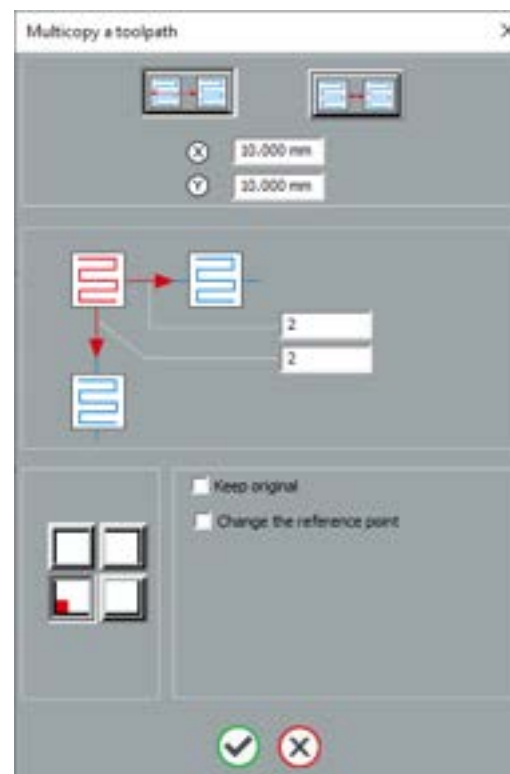 Multicopy a toolpath
X 10.000 mm
Y 10.000 mm
2
2
Keep original
Change the reference point